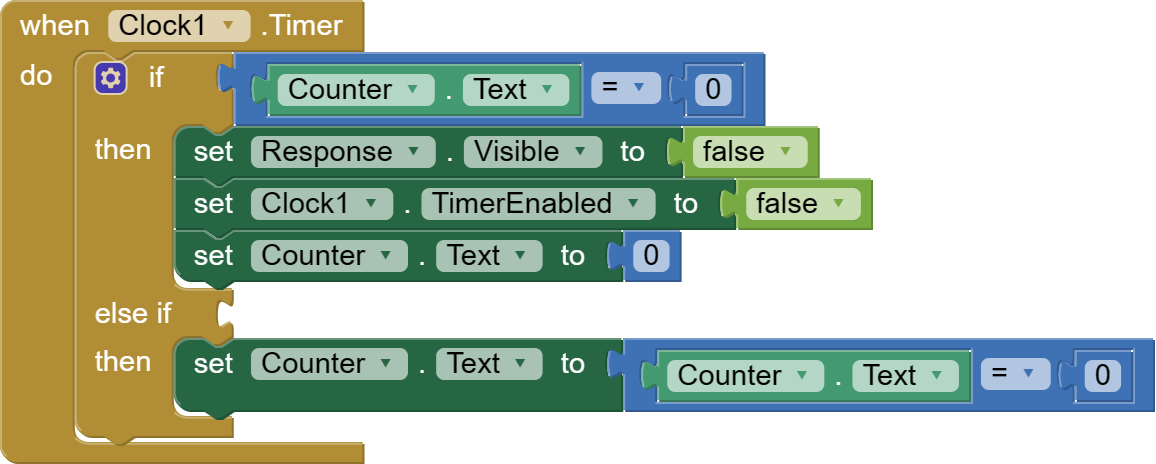 when Clock1 .Timer
do if Counter . Text = 0
then set Response . Visible to false
set Clock1 . TimerEnabled to false
set Counter . Text to 0
else if
then set Counter . Text to Counter . Text = 0